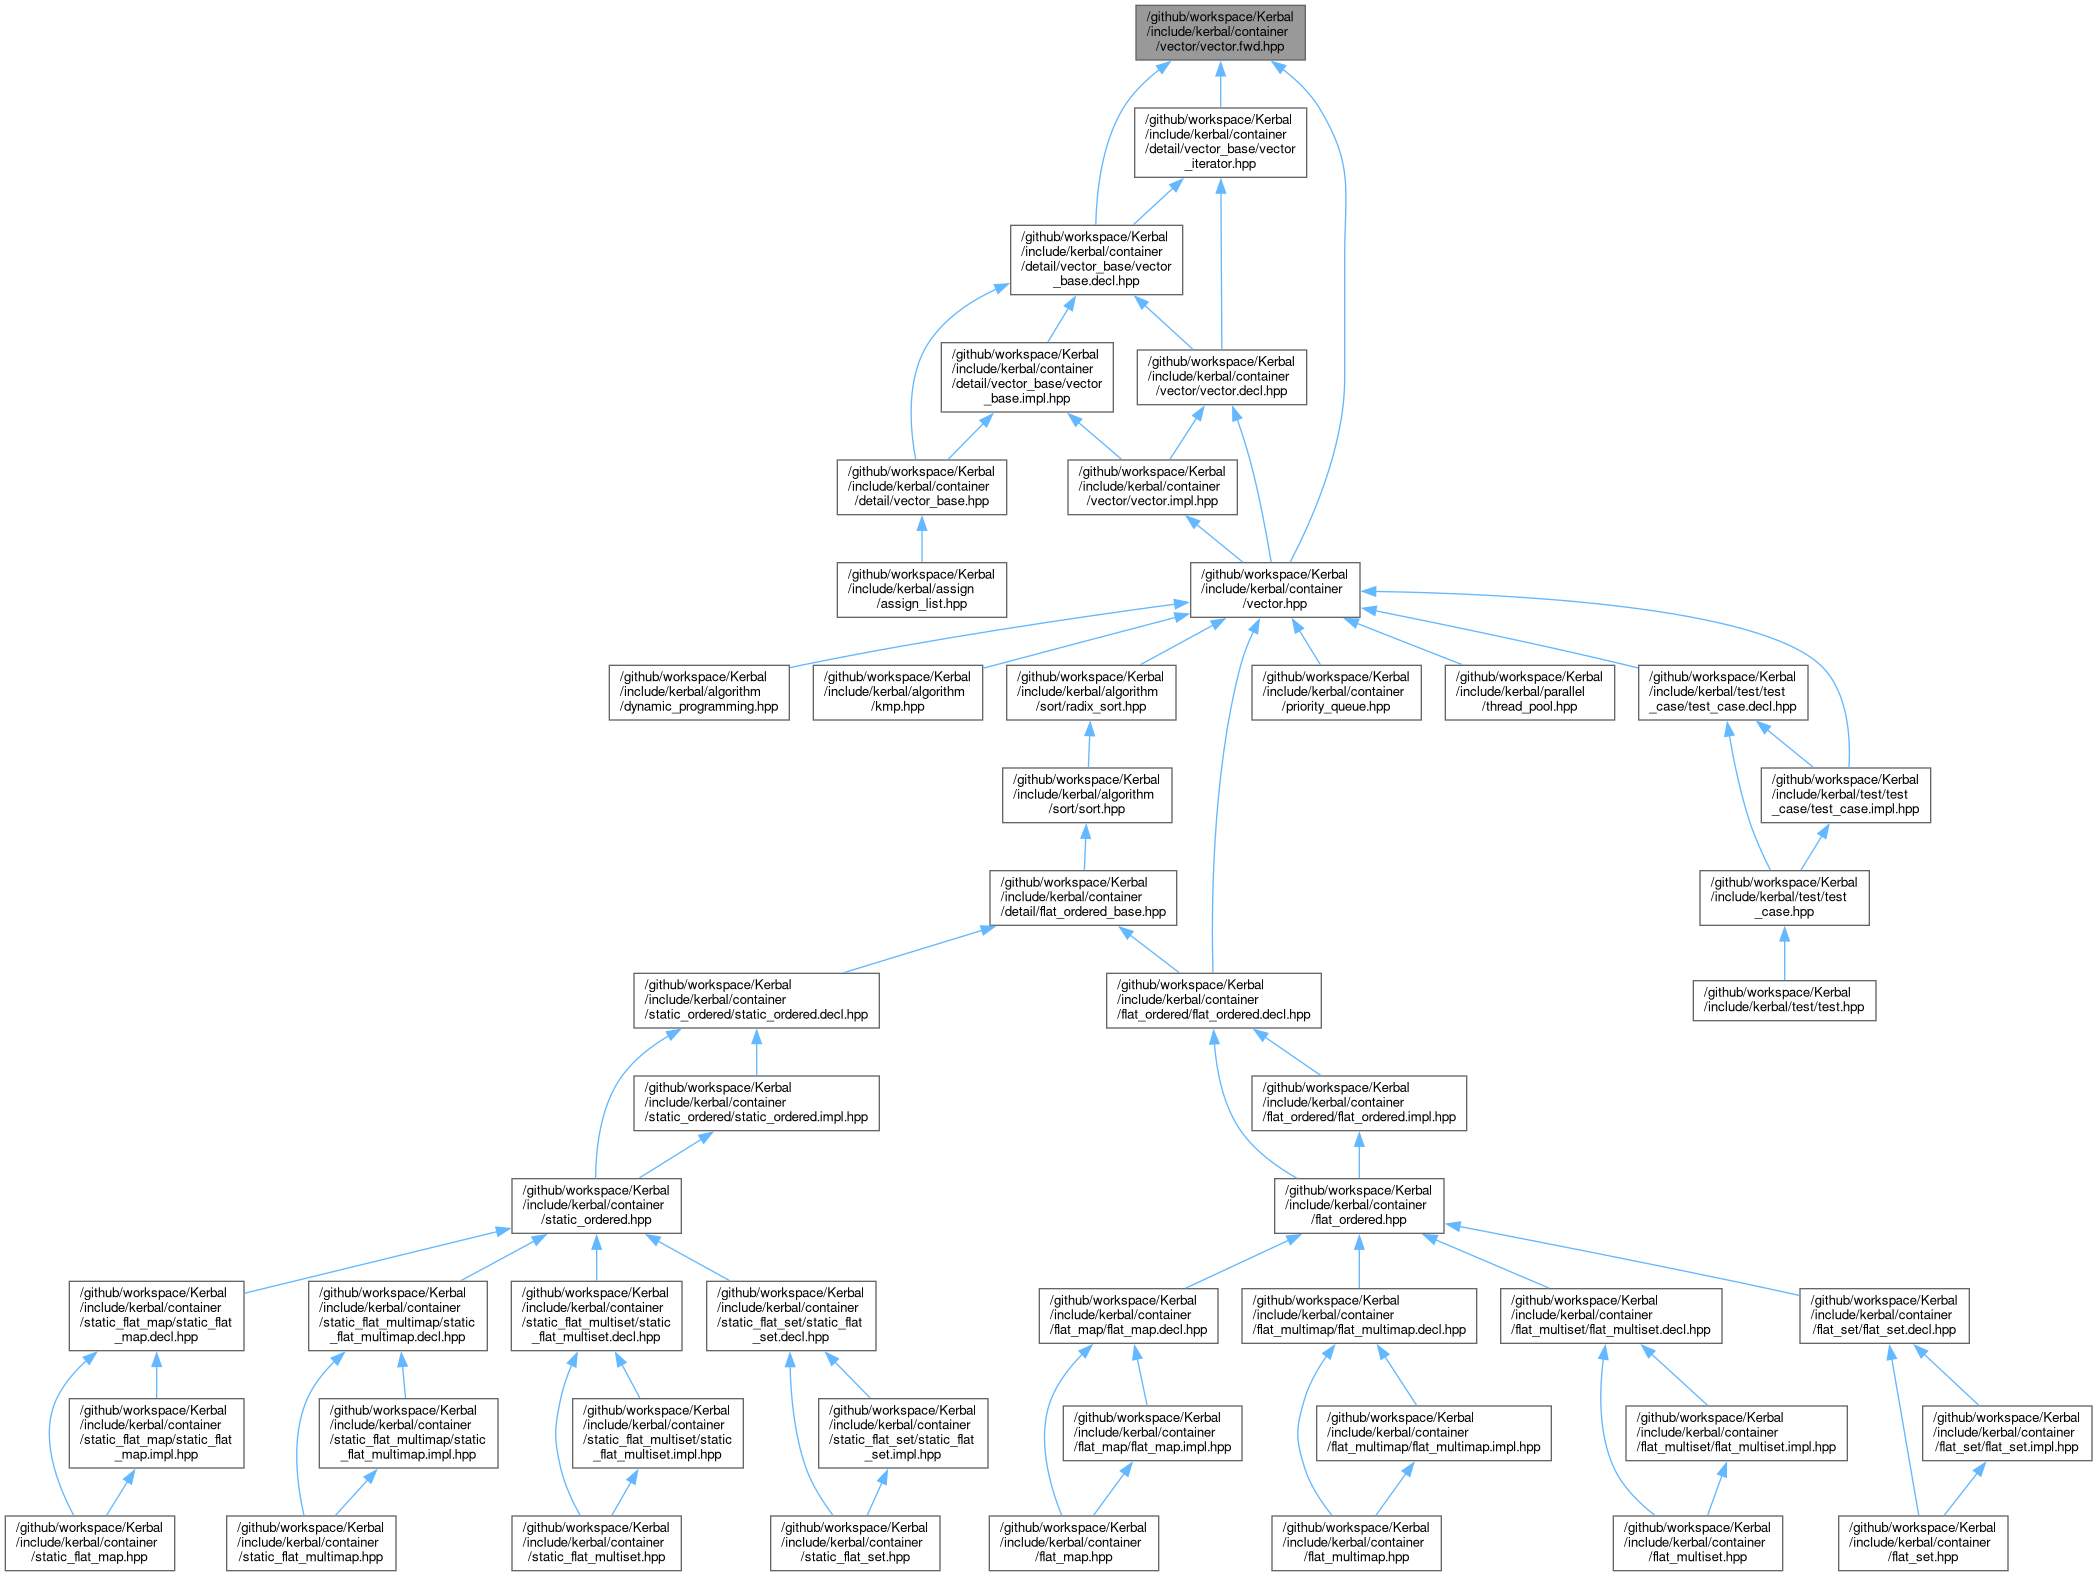 /github/workspace/Kerbal
/include/kerbal/container
/vector/vector.fwd.hpp
/github/workspace/Kerbal
/include/kerbal/container
/detail/vector_base/vector
_iterator.hpp
/github/workspace/Kerbal
/include/kerbal/container
/detail/vector_base/vector
_base.decl.hpp
/github/workspace/Kerbal
/include/kerbal/container
/detail/vector_base/vector
_base.impl.hpp
/github/workspace/Kerbal
/include/kerbal/container
/vector/vector.decl.hpp
/github/workspace/Kerbal
/include/kerbal/container
/detail/vector_base.hpp
/github/workspace/Kerbal
/include/kerbal/container
/vector/vector.impl.hpp
/github/workspace/Kerbal
/include/kerbal/assign
/assign_list.hpp
/github/workspace/Kerbal
/include/kerbal/container
/vector.hpp
/github/workspace/Kerbal
/include/kerbal/algorithm
/dynamic_programming.hpp
/github/workspace/Kerbal
/include/kerbal/algorithm
/kmp.hpp
/github/workspace/Kerbal
/include/kerbal/algorithm
/sort/radix_sort.hpp
/github/workspace/Kerbal
/include/kerbal/container
/priority_queue.hpp
/github/workspace/Kerbal
/include/kerbal/parallel
/thread_pool.hpp
/github/workspace/Kerbal
/include/kerbal/test/test
_case/test_case.decl.hpp
/github/workspace/Kerbal
/include/kerbal/algorithm
/sort/sort.hpp
/github/workspace/Kerbal
/include/kerbal/test/test
_case/test_case.impl.hpp
/github/workspace/Kerbal
/include/kerbal/container
/detail/flat_ordered_base.hpp
/github/workspace/Kerbal
/include/kerbal/test/test
_case.hpp
/github/workspace/Kerbal
/include/kerbal/container
/static_ordered/static_ordered.decl.hpp
/github/workspace/Kerbal
/include/kerbal/container
/flat_ordered/flat_ordered.decl.hpp
/github/workspace/Kerbal
/include/kerbal/test/test.hpp
/github/workspace/Kerbal
/include/kerbal/container
/static_ordered/static_ordered.impl.hpp
/github/workspace/Kerbal
/include/kerbal/container
/flat_ordered/flat_ordered.impl.hpp
/github/workspace/Kerbal
/include/kerbal/container
/static_ordered.hpp
/github/workspace/Kerbal
/include/kerbal/container
/flat_ordered.hpp
/github/workspace/Kerbal
/include/kerbal/container
/static_flat_map/static_flat
_map.decl.hpp
/github/workspace/Kerbal
/include/kerbal/container
/static_flat_multimap/static
_flat_multimap.decl.hpp
/github/workspace/Kerbal
/include/kerbal/container
/static_flat_multiset/static
_flat_multiset.decl.hpp
/github/workspace/Kerbal
/include/kerbal/container
/static_flat_set/static_flat
_set.decl.hpp
/github/workspace/Kerbal
/include/kerbal/container
/flat_map/flat_map.decl.hpp
/github/workspace/Kerbal
/include/kerbal/container
/flat_multimap/flat_multimap.decl.hpp
/github/workspace/Kerbal
/include/kerbal/container
/flat_multiset/flat_multiset.decl.hpp
/github/workspace/Kerbal
/include/kerbal/container
/flat_set/flat_set.decl.hpp
/github/workspace/Kerbal
/include/kerbal/container
/static_flat_map/static_flat
_map.impl.hpp
/github/workspace/Kerbal
/include/kerbal/container
/static_flat_multimap/static
_flat_multimap.impl.hpp
/github/workspace/Kerbal
/include/kerbal/container
/static_flat_multiset/static
_flat_multiset.impl.hpp
/github/workspace/Kerbal
/include/kerbal/container
/static_flat_set/static_flat
_set.impl.hpp
/github/workspace/Kerbal
/include/kerbal/container
/flat_map/flat_map.impl.hpp
/github/workspace/Kerbal
/include/kerbal/container
/flat_multimap/flat_multimap.impl.hpp
/github/workspace/Kerbal
/include/kerbal/container
/flat_multiset/flat_multiset.impl.hpp
/github/workspace/Kerbal
/include/kerbal/container
/flat_set/flat_set.impl.hpp
/github/workspace/Kerbal
/include/kerbal/container
/static_flat_map.hpp
/github/workspace/Kerbal
/include/kerbal/container
/static_flat_multimap.hpp
/github/workspace/Kerbal
/include/kerbal/container
/static_flat_multiset.hpp
/github/workspace/Kerbal
/include/kerbal/container
/static_flat_set.hpp
/github/workspace/Kerbal
/include/kerbal/container
/flat_map.hpp
/github/workspace/Kerbal
/include/kerbal/container
/flat_multimap.hpp
/github/workspace/Kerbal
/include/kerbal/container
/flat_multiset.hpp
/github/workspace/Kerbal
/include/kerbal/container
/flat_set.hpp